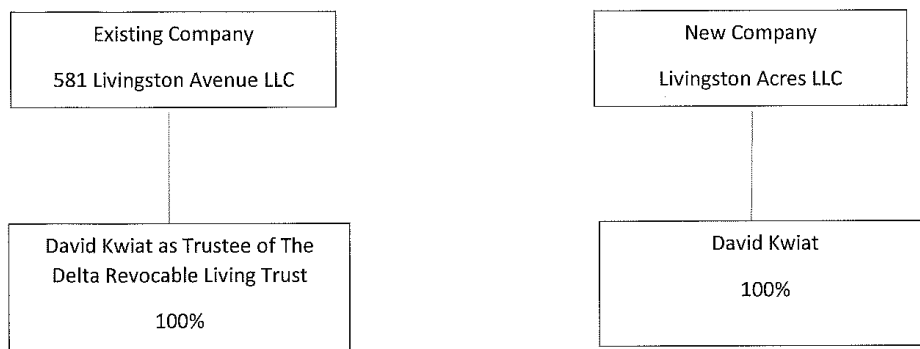 Existing Company
581 Livingston Avenue LLC
New Company
Livingston Acres LLC
David Kwiat as Trustee of The
Delta Revocable Living Trust
100%
David Kwiat
100%